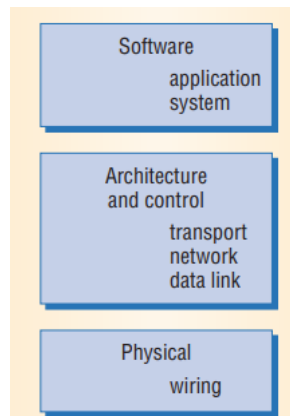 Software
application
system
Architecture
and control
transport
network
data link
Physical
wiring